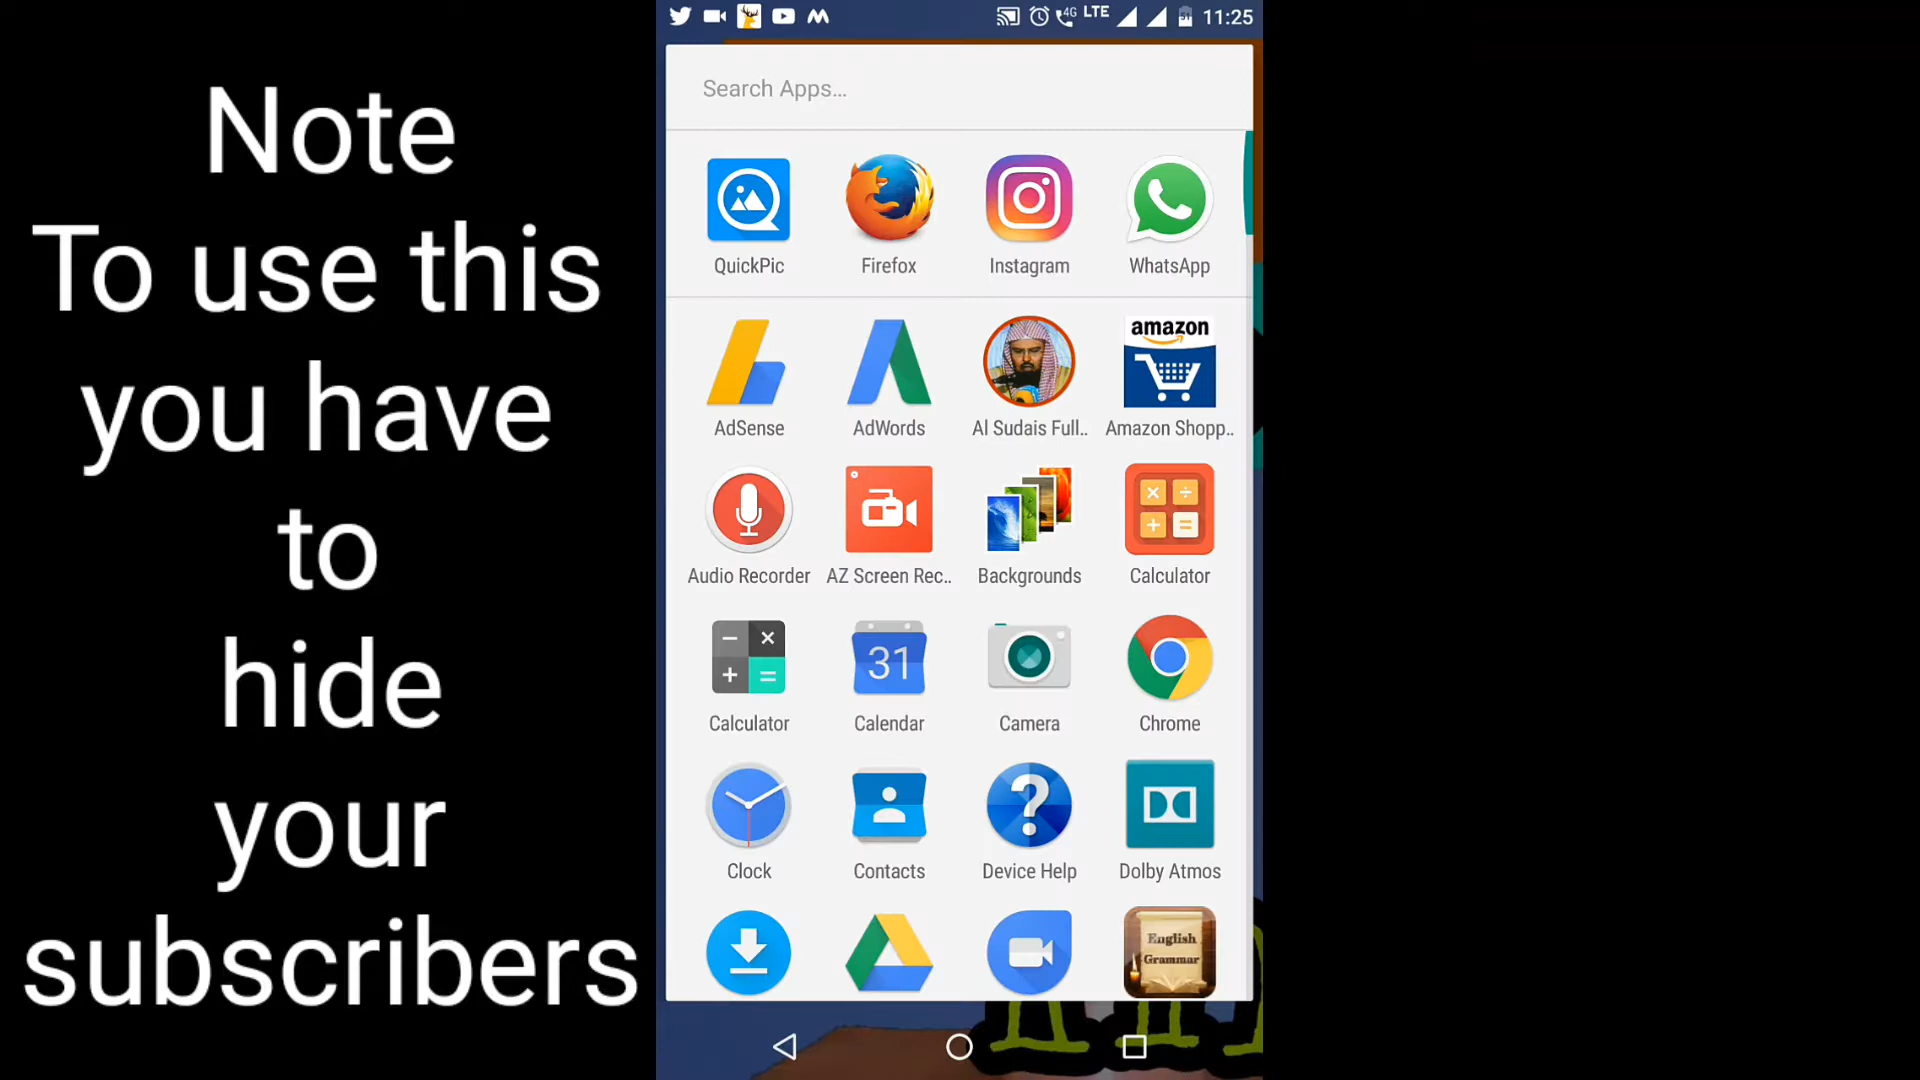 Note
To use this
you have
to
hide
your
subscribers
4G LTE 11:25
Search Apps...
QuickPic Firefox Instagram WhatsApp
amazon
AdSense AdWords Al Sudais Full.. Amazon Shopp..
Audio Recorder AZ Screen Rec.. Backgrounds Calculator
31
Calculator Calendar Camera Chrome
Clock Contacts Device Help Dolby Atmos
English
Grammar